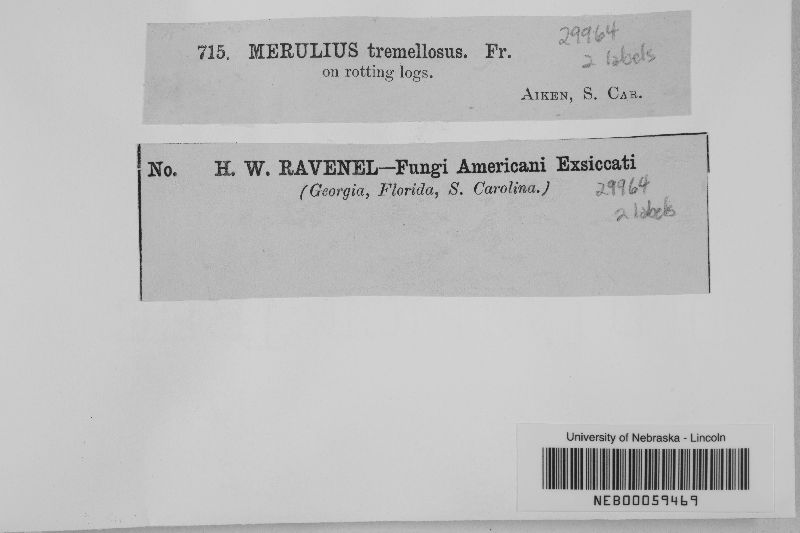 715. MERULIUS tremellosus. Fr.
on rotting logs.
AIKEN, S. CAR.
29964
2 labels
No. H. W. RAVENEL—Fungi Americani Exsiccati
(Georgia, Florida, S. Carolina.)
29964
2 labels
University of Nebraska - Lincoln
NEB00059469